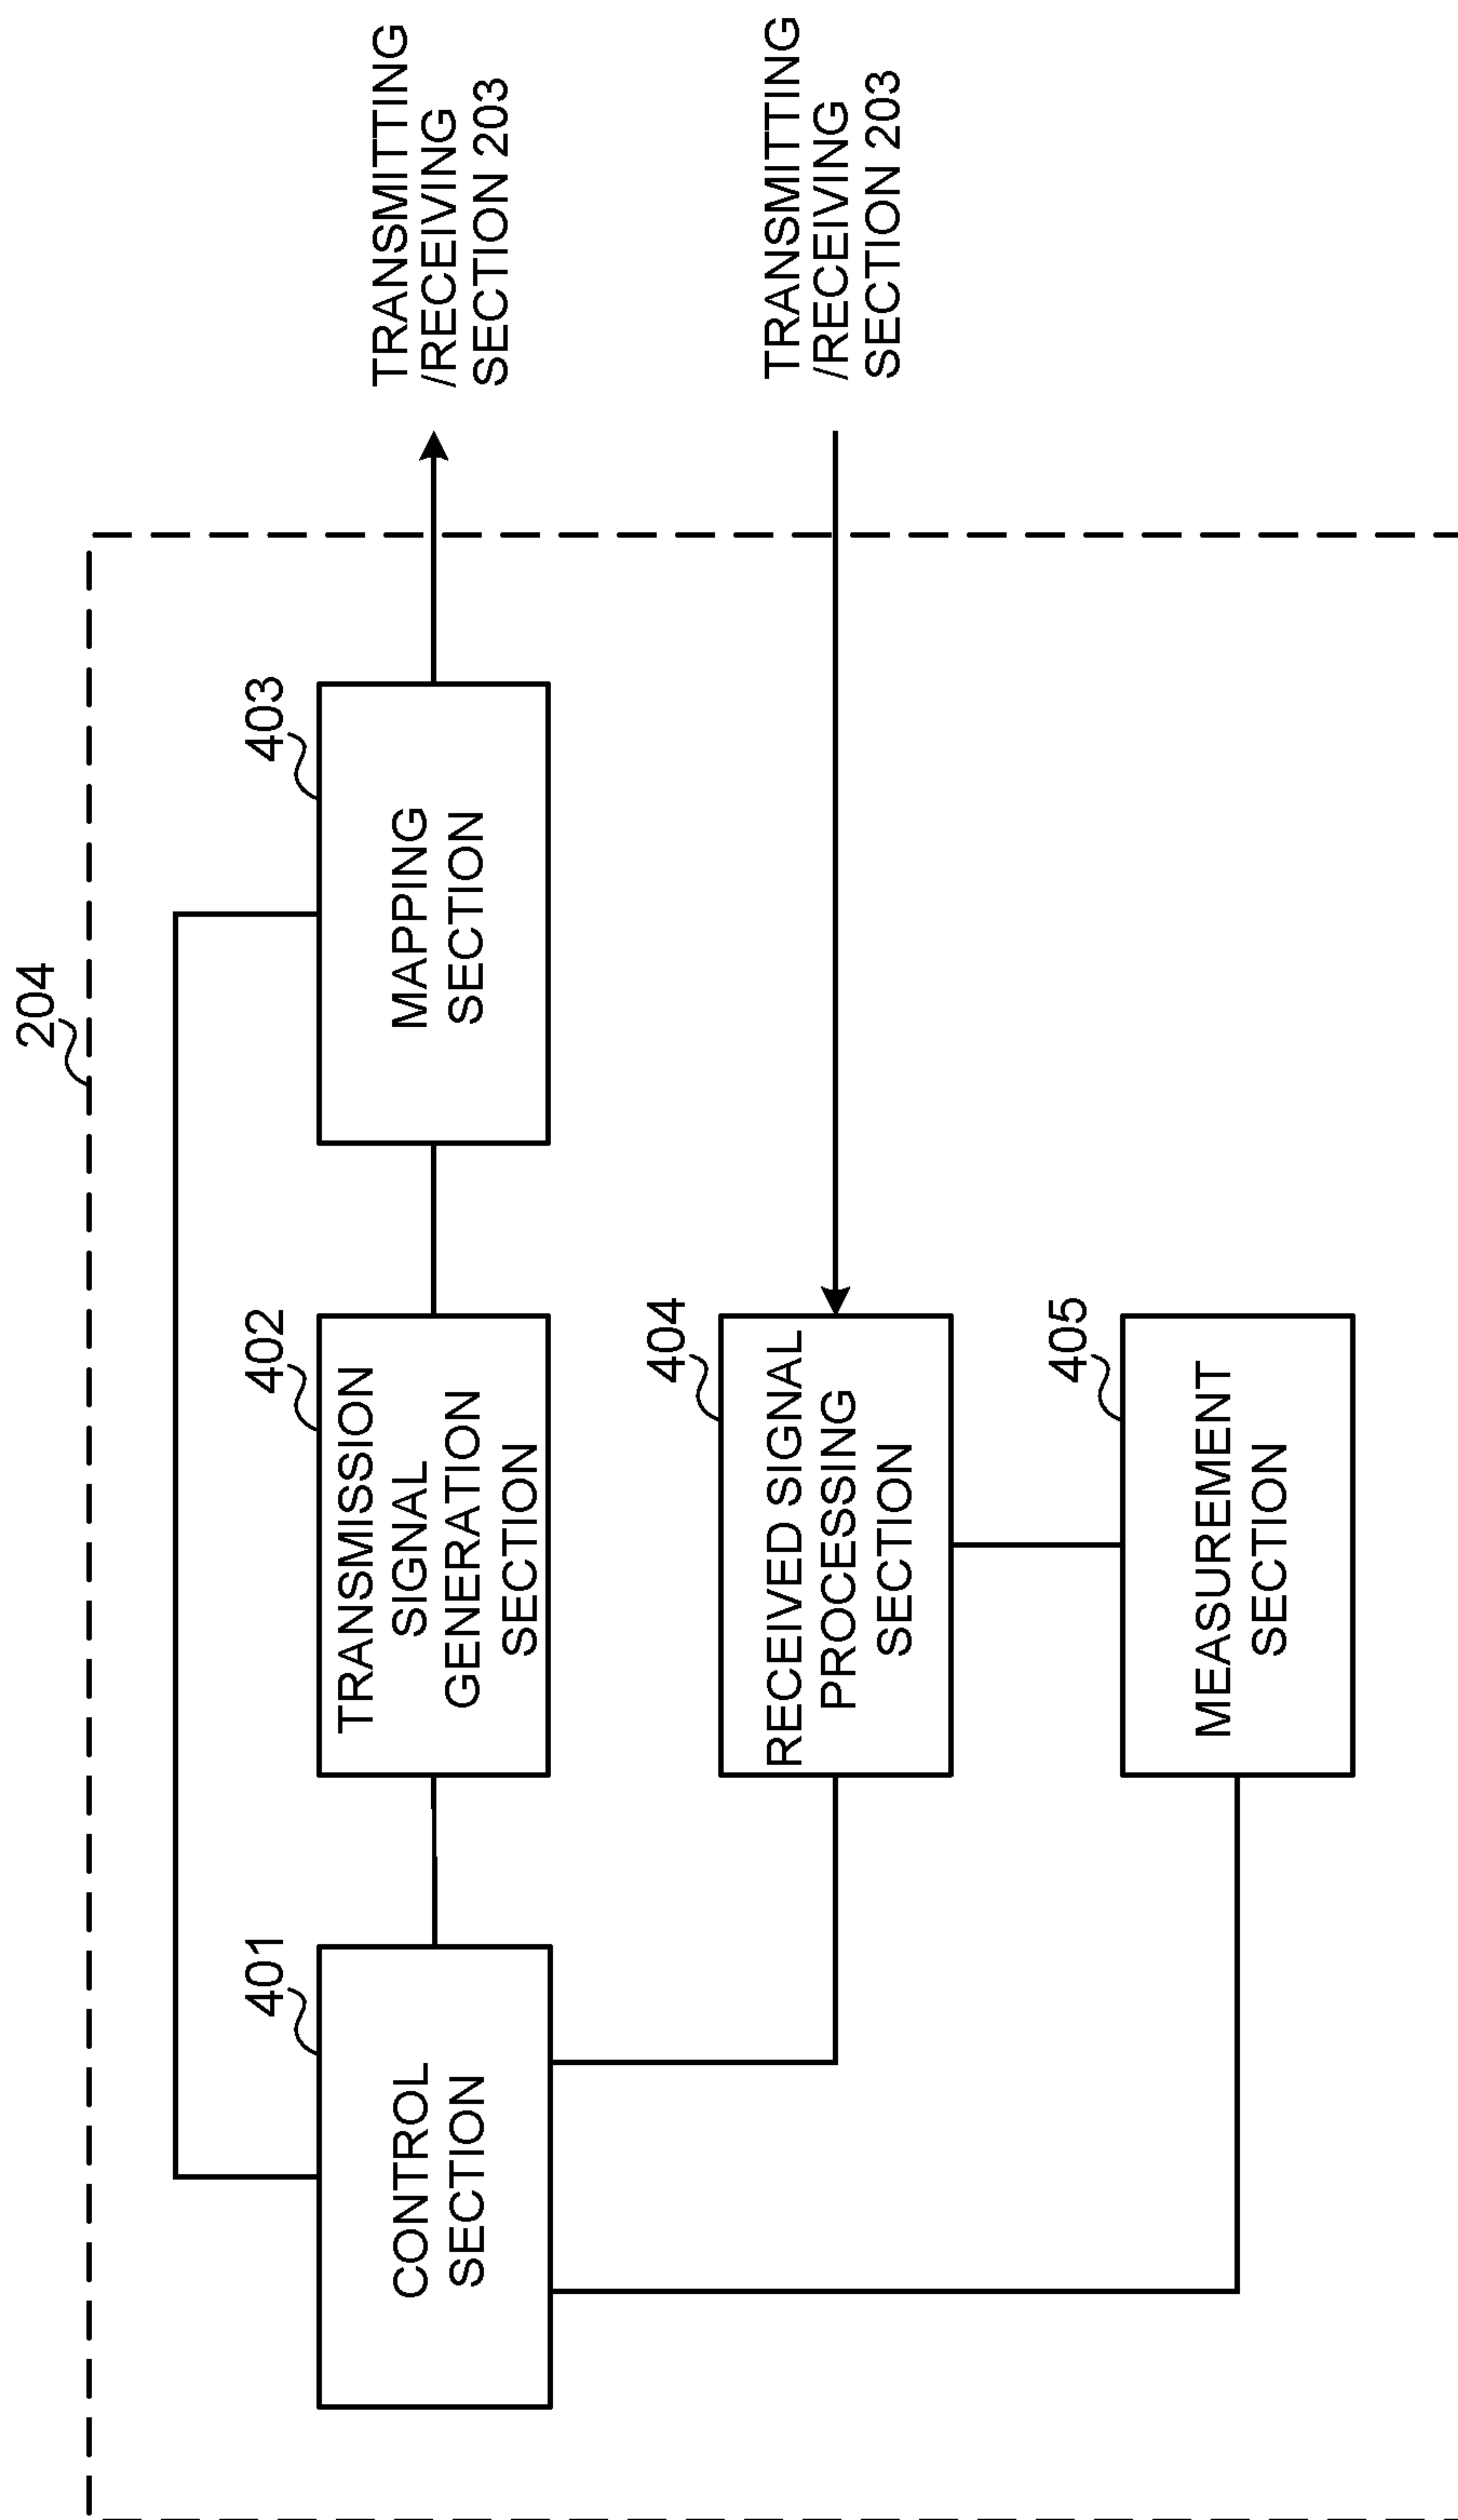 204
401
CONTROL
SECTION
402
TRANSMISSION
SIGNAL
GENERATION
SECTION
403
MAPPING
SECTION
TRANSMITTING
/RECEIVING
SECTION 203
404
RECEIVED SIGNAL
PROCESSING
SECTION
TRANSMITTING
/RECEIVING
SECTION 203
405
MEASUREMENT
SECTION